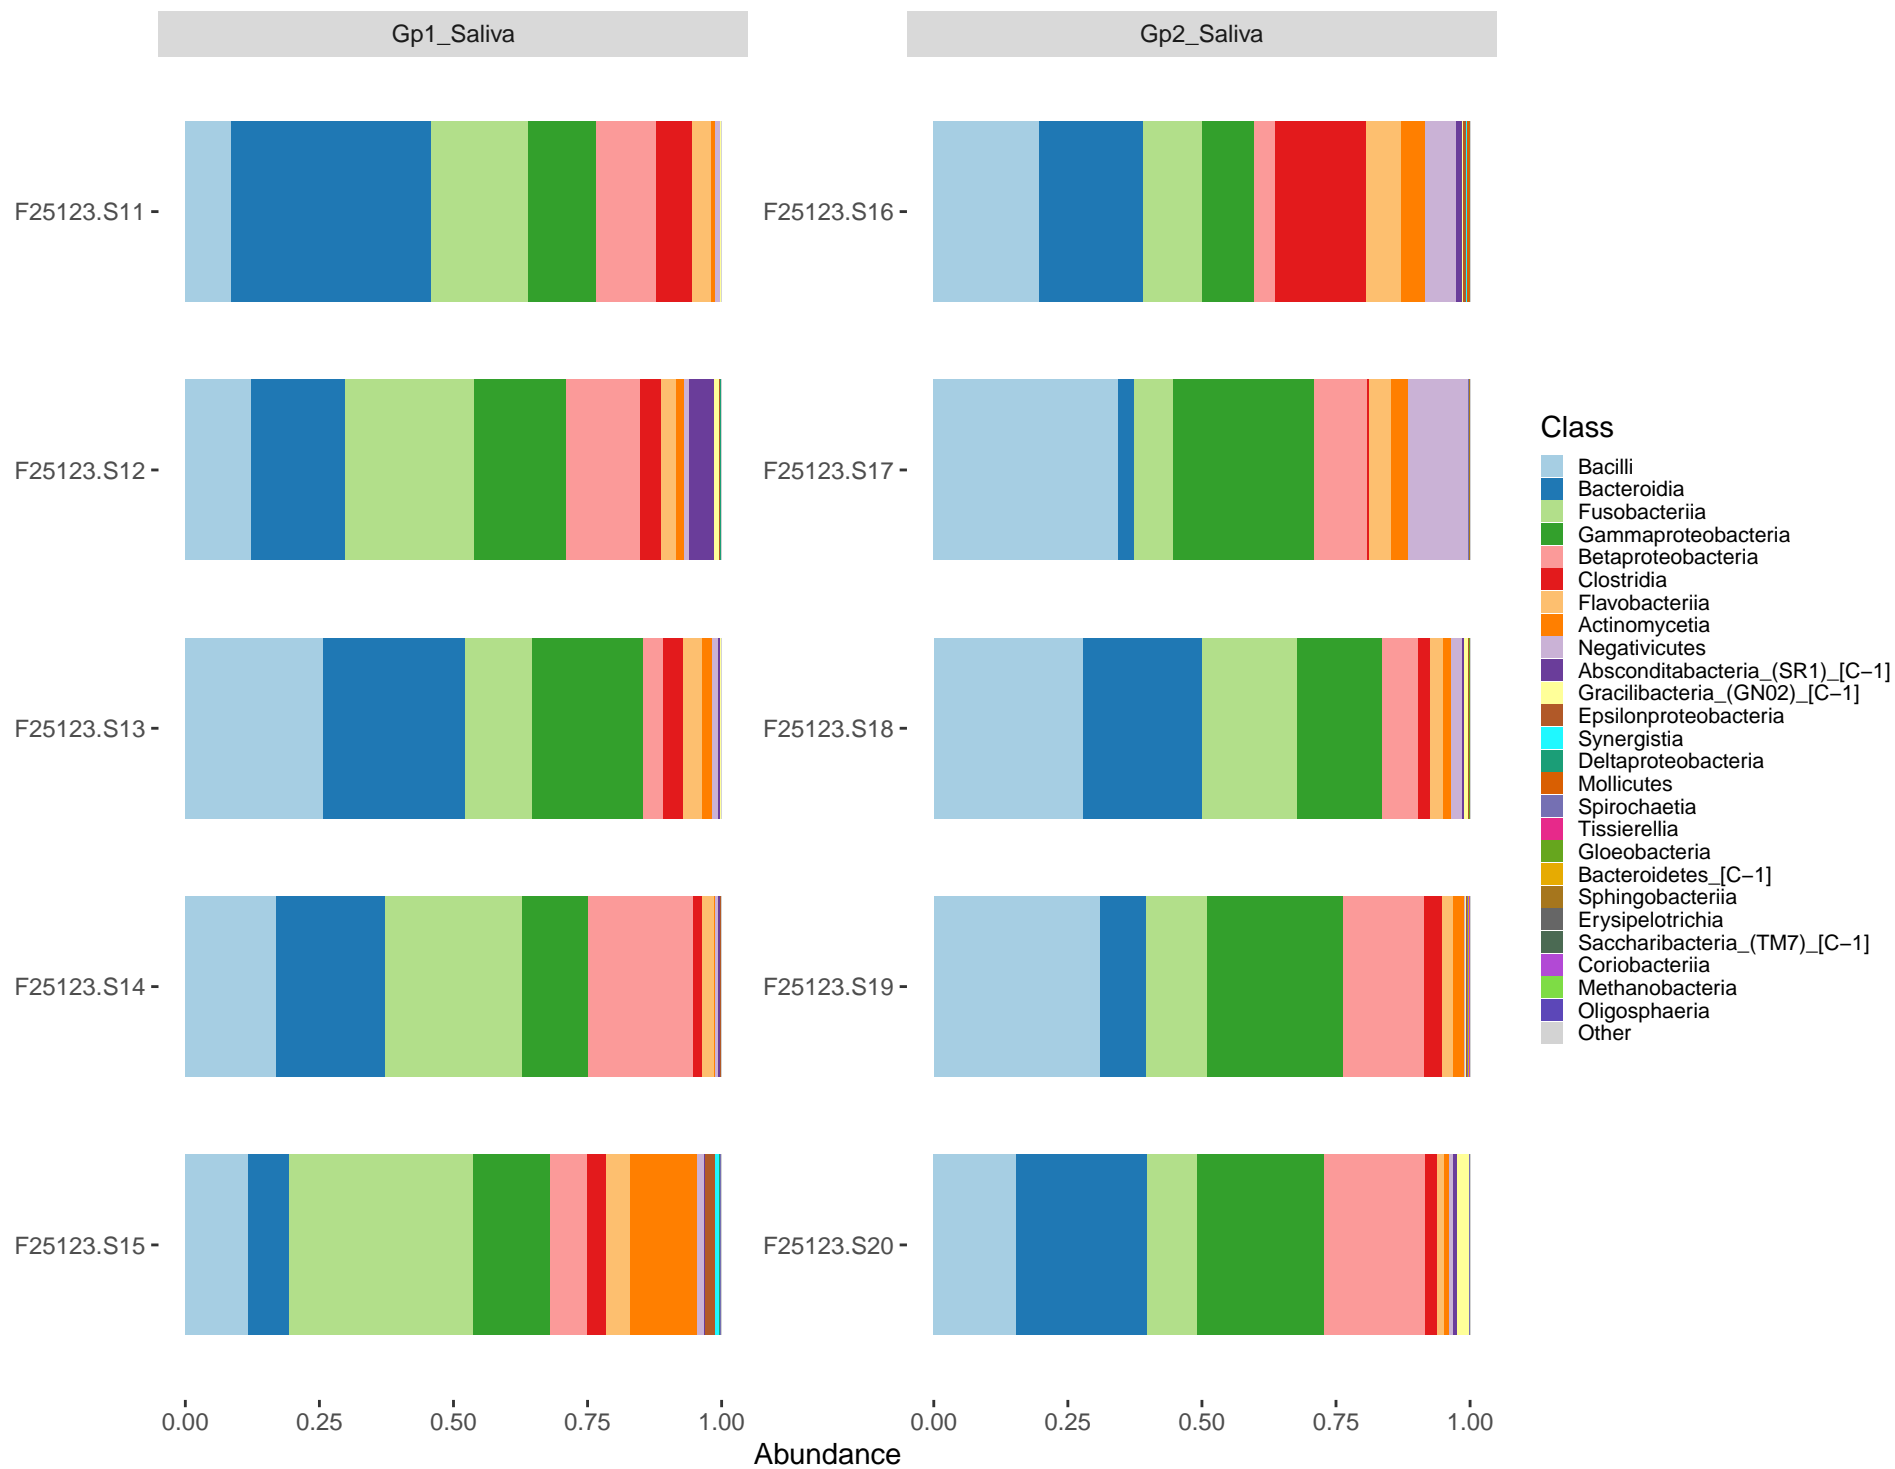 Gp1_Saliva
Gp2_Saliva
F25123.S11
F25123.S16
F25123.S12
F25123.S17
F25123.S13
F25123.S18
F25123.S14
F25123.S19
F25123.S15
F25123.S20
0.00 0.25 0.50 0.75 1.00
0.00 0.25 0.50 0.75 1.00
Abundance
Class
Bacilli
Bacteroidia
Fusobacteriia
Gammaproteobacteria
Betaproteobacteria
Clostridia
Flavobacteriia
Actinomycetia
Negativicutes
Absconditabacteria_(SR1)_[C−1]
Gracilibacteria_(GN02)_[C−1]
Epsilonproteobacteria
Synergistia
Deltaproteobacteria
Mollicutes
Spirochaetia
Tissierellia
Gloeobacteria
Bacteroidetes_[C−1]
Sphingobacteriia
Erysipelotrichia
Saccharibacteria_(TM7)_[C−1]
Coriobacteriia
Methanobacteria
Oligosphaeria
Other